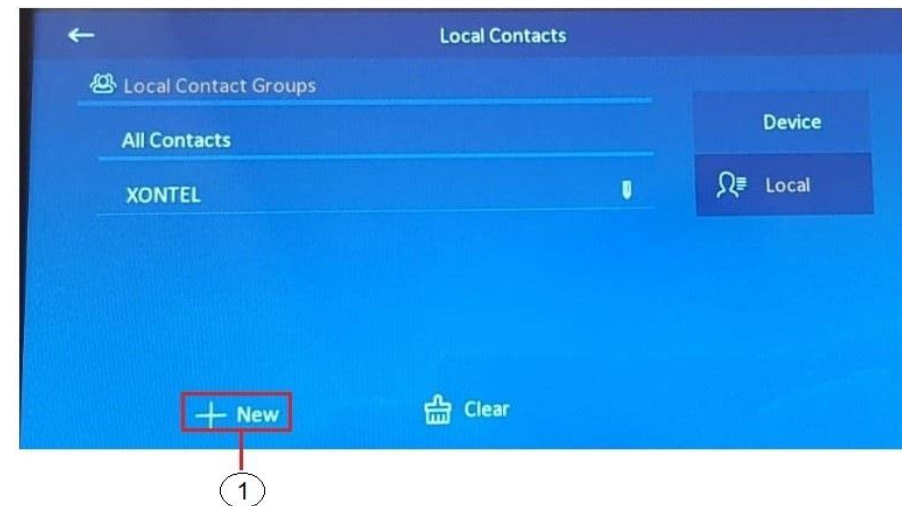 Local Contacts
Local Contact Groups
All Contacts
XONTEL
Device
Local
New
Clear
1